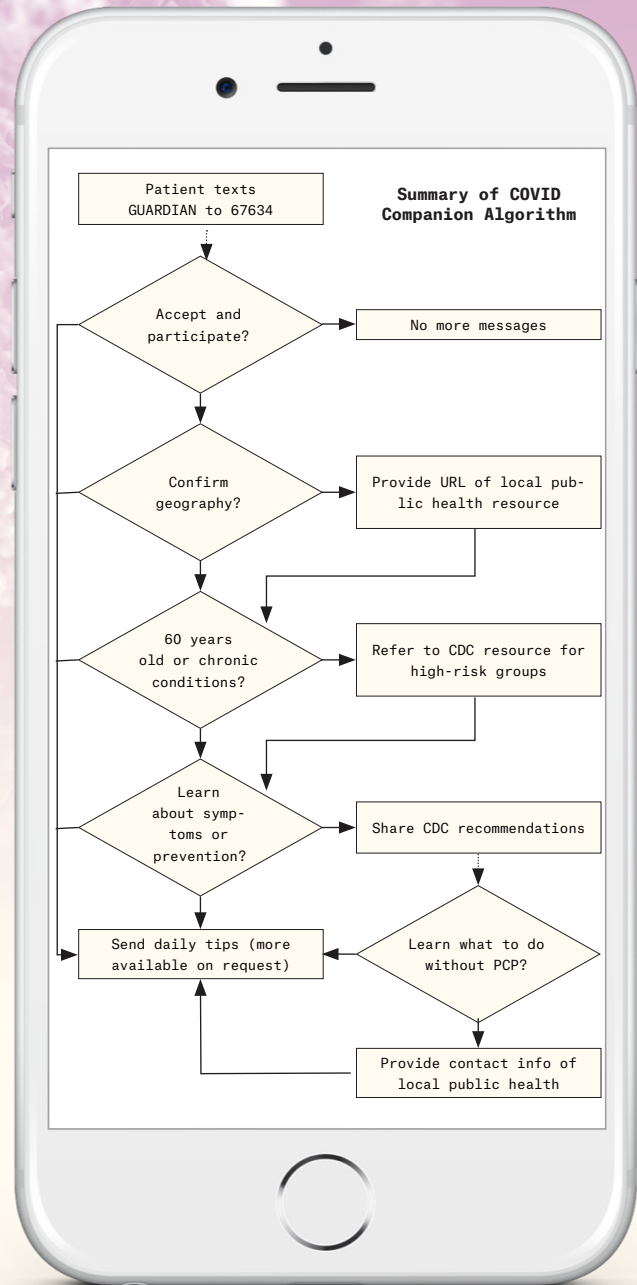 Patient texts
GUARDIAN to 67634
Summary of COVID
Companion Algorithm
Accept and
participate?
No more messages
Confirm
geography?
Provide URL of local pub-
lic health resource
60 years
old or chronic
conditions?
Refer to CDC resource for
high-risk groups
Learn
about symp-
toms or
prevention?
Share CDC recommendations
Send daily tips (more
available on request)
Learn what to do
without PCP?
Provide contact info of
local public health